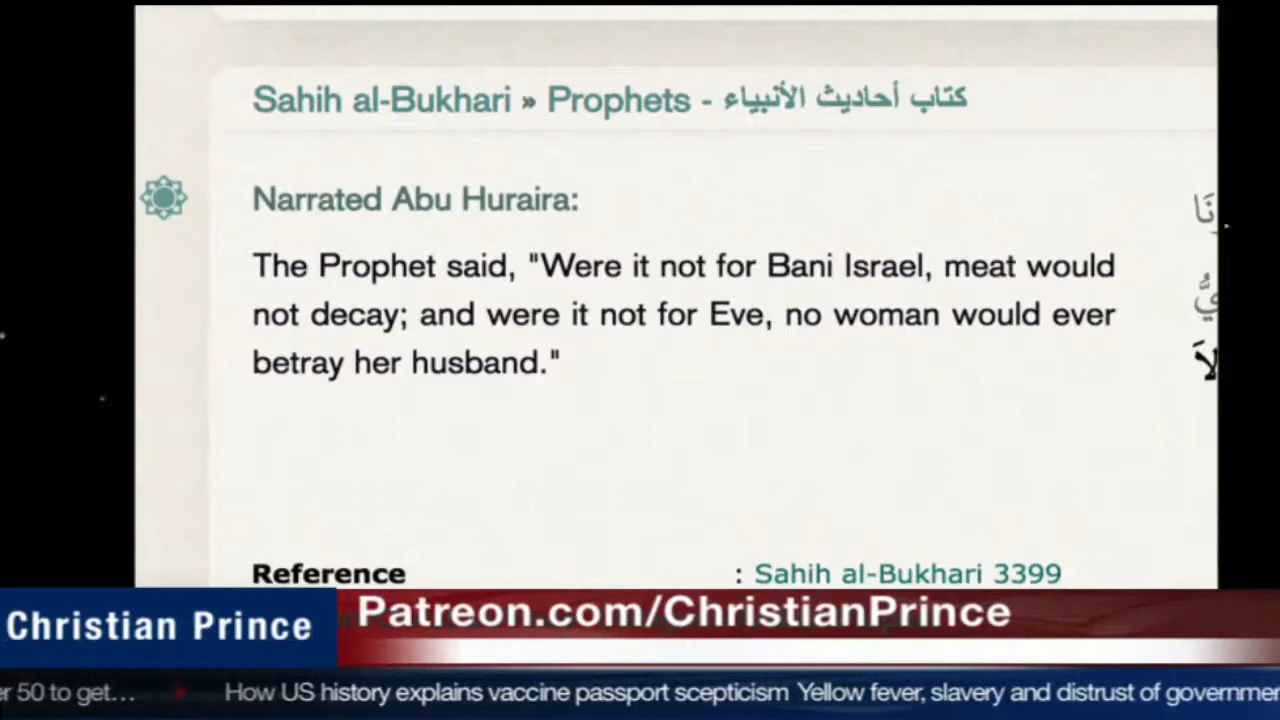 Sahih al-Bukhari » Prophets - كتاب أحاديث الأنبياء
Narrated Abu Huraira:
The Prophet said, "Were it not for Bani Israel, meat would
not decay; and were it not for Eve, no woman would ever
betray her husband."
Reference : Sahih al-Bukhari 3399
Christian Prince
Patreon.com/ChristianPrince
50 to get... How US history explains vaccine passport scepticism Yellow fever, slavery and distrust of